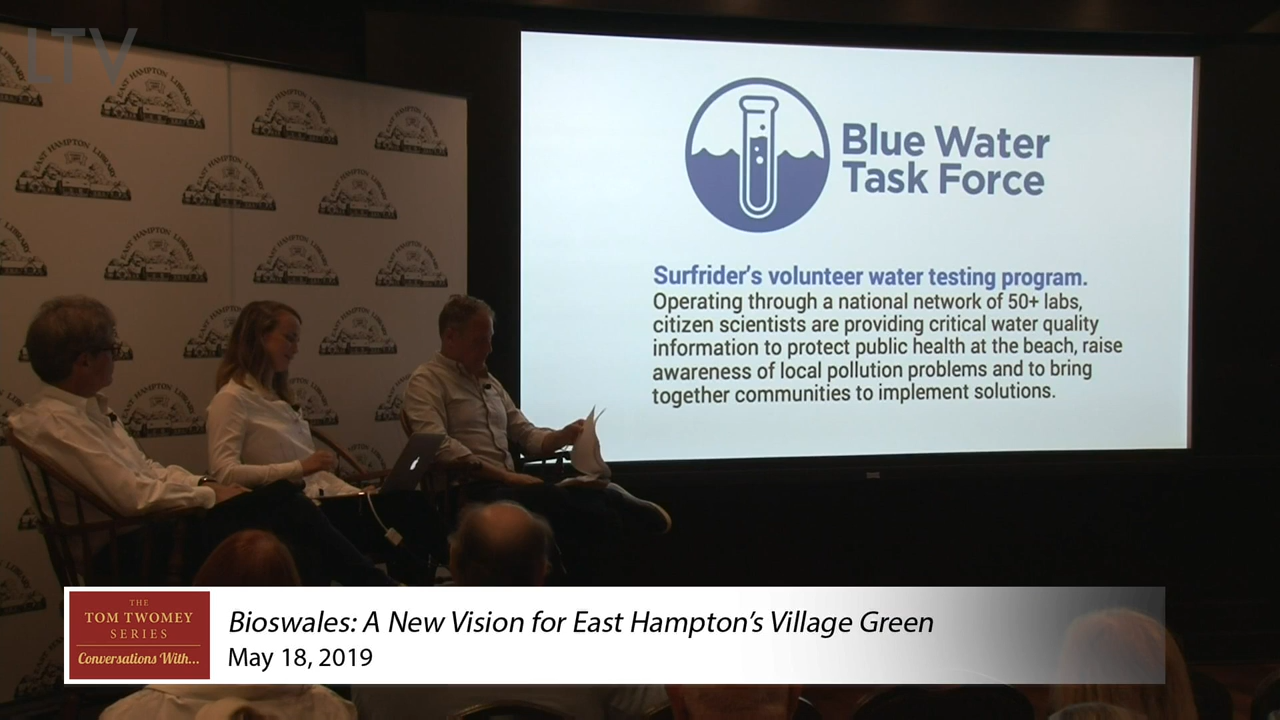 LTV
EAST HAMPTON LIBRARY
Blue Water
Task Force
Surfrider's volunteer water testing program.
Operating through a national network of 50+ labs,
citizen scientists are providing critical water quality
information to protect public health at the beach, raise
awareness of local pollution problems and to bring
together communities to implement solutions.
THE
TOM TWOMEY
SERIES
Conversations With...
Bioswales: A New Vision for East Hampton's Village Green
May 18, 2019